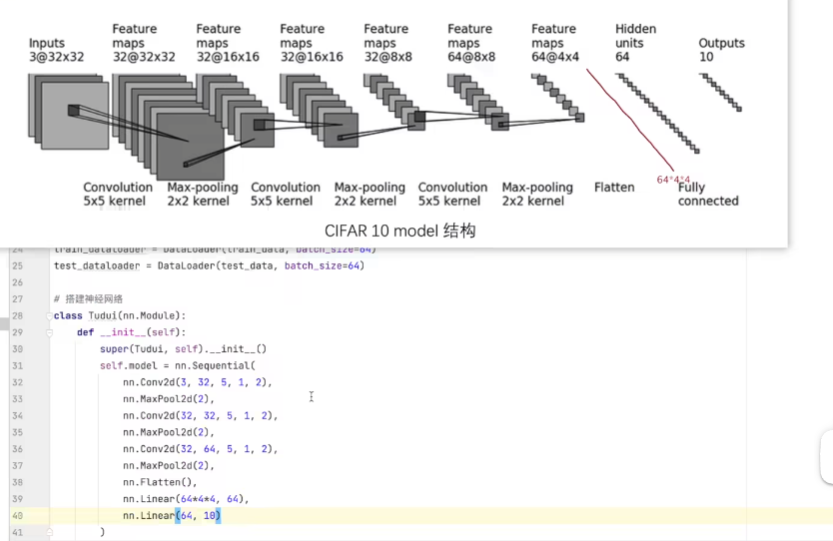 Inputs
3@32x32
Feature
maps
32@32x32
Feature
maps
32@16x16
Feature
maps
32@16x16
Feature
maps
32@8x8
Feature
maps
64@8x8
Feature
maps
64@4x4
Hidden
units
64
Outputs
10
64*4*4
Convolution
5x5 kernel
Max-pooling
2x2 kernel
Convolution
5x5 kernel
Max-pooling
2x2 kernel
Convolution
5x5 kernel
Max-pooling
2x2 kernel
Flatten
Fully
connected
CIFAR 10 model 结构
24 train_dataloader = DataLoader(train_data, batch_size=64)
25 test_dataloader = DataLoader(test_data, batch_size=64)
26
27 # 搭建神经网络
28 class Tudui(nn.Module):
29 def __init__(self):
30 super(Tudui, self).__init__()
31 self.model = nn.Sequential(
32 nn.Conv2d(3, 32, 5, 1, 2),
33 nn.MaxPool2d(2),
34 nn.Conv2d(32, 32, 5, 1, 2),
35 nn.MaxPool2d(2),
36 nn.Conv2d(32, 64, 5, 1, 2),
37 nn.MaxPool2d(2),
38 nn.Flatten(),
39 nn.Linear(64*4*4, 64),
40 nn.Linear(64, 10)
41 )